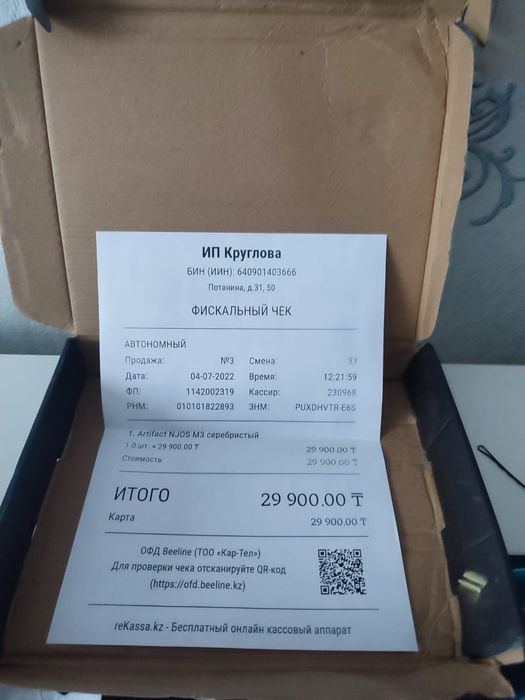 ИП Круглова
БИН (ИИН): 640901403666
Потанина, д.31, 50
ФИСКАЛЬНЫЙ ЧЕК
АВТОНОМНЫЙ
Продажа: №3 Смена: 33
Дата: 04-07-2022 Время: 12:21:59
ФП: 1142002319 Кассир: 230968
РНМ: 010101822893 ЗНМ: PUXDHVTR-E6S
1. Artifact NJOS M3 серебристый
1.0 шт. × 29 900.00 ₸ 29 900.00 ₸
Стоимость 29 900.00 ₸
ИТОГО 29 900.00 ₸
Карта 29 900.00 ₸
ОФД Beeline (ТОО «Кар-Тел»)
Для проверки чека отсканируйте QR-код
(https://ofd.beeline.kz)
reKassa.kz - Бесплатный онлайн кассовый аппарат